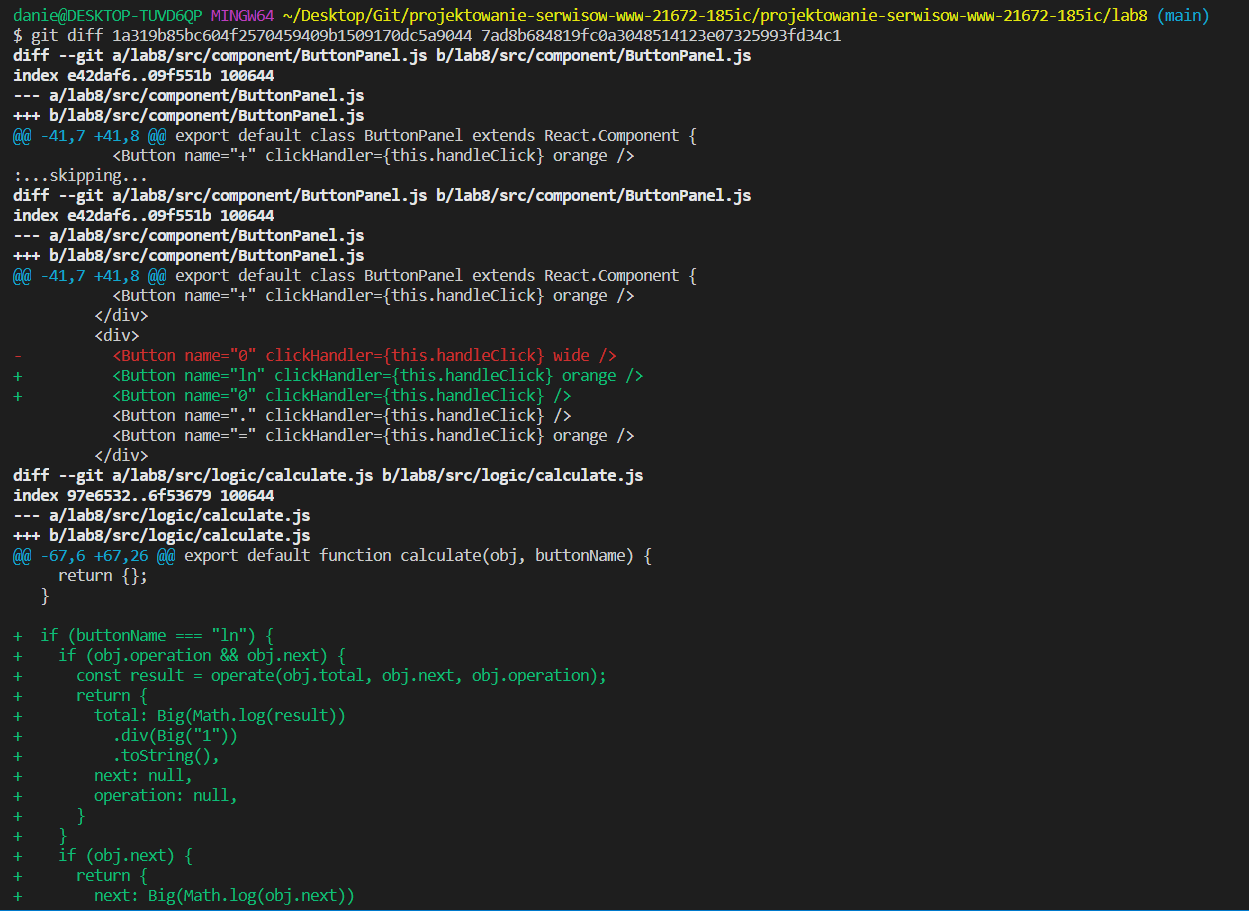 danie@DESKTOP-TUVD6QP MINGW64 ~/Desktop/Git/projektowanie-serwisow-www-21672-185ic/projektowanie-serwisow-www-21672-185ic/lab8 (main)
$ git diff 1a319b85bc604f2570459409b1509170dc5a9044 7ad8b684819fc0a3048514123e07325993fd34c1
diff --git a/lab8/src/component/ButtonPanel.js b/lab8/src/component/ButtonPanel.js
index e42daf6..09f551b 100644
--- a/lab8/src/component/ButtonPanel.js
+++ b/lab8/src/component/ButtonPanel.js
@@ -41,7 +41,8 @@ export default class ButtonPanel extends React.Component {
           <Button name="+" clickHandler={this.handleClick} orange />
:...skipping...
diff --git a/lab8/src/component/ButtonPanel.js b/lab8/src/component/ButtonPanel.js
index e42daf6..09f551b 100644
--- a/lab8/src/component/ButtonPanel.js
+++ b/lab8/src/component/ButtonPanel.js
@@ -41,7 +41,8 @@ export default class ButtonPanel extends React.Component {
           <Button name="+" clickHandler={this.handleClick} orange />
         </div>
         <div>
-          <Button name="0" clickHandler={this.handleClick} wide />
+          <Button name="ln" clickHandler={this.handleClick} orange />
+          <Button name="0" clickHandler={this.handleClick} />
           <Button name="." clickHandler={this.handleClick} />
           <Button name="=" clickHandler={this.handleClick} orange />
         </div>
diff --git a/lab8/src/logic/calculate.js b/lab8/src/logic/calculate.js
index 97e6532..6f53679 100644
--- a/lab8/src/logic/calculate.js
+++ b/lab8/src/logic/calculate.js
@@ -67,6 +67,26 @@ export default function calculate(obj, buttonName) {
     return {};
   }

+  if (buttonName === "ln") {
+    if (obj.operation && obj.next) {
+      const result = operate(obj.total, obj.next, obj.operation);
+      return {
+        total: Big(Math.log(result))
+          .div(Big("1"))
+          .toString(),
+        next: null,
+        operation: null,
+      }
+    }
+    if (obj.next) {
+      return {
+        next: Big(Math.log(obj.next))